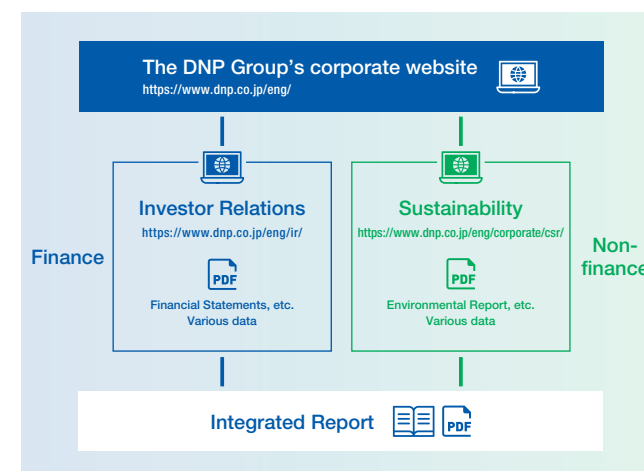 The DNP Group's corporate website
https://www.dnp.co.jp/eng/
Finance
Investor Relations
https://www.dnp.co.jp/eng/ir/
PDF
Financial Statements, etc.
Various data
Sustainability
https://www.dnp.co.jp/eng/corporate/csr/
PDF
Environmental Report, etc.
Various data
Non-
finance
Integrated Report
PDF